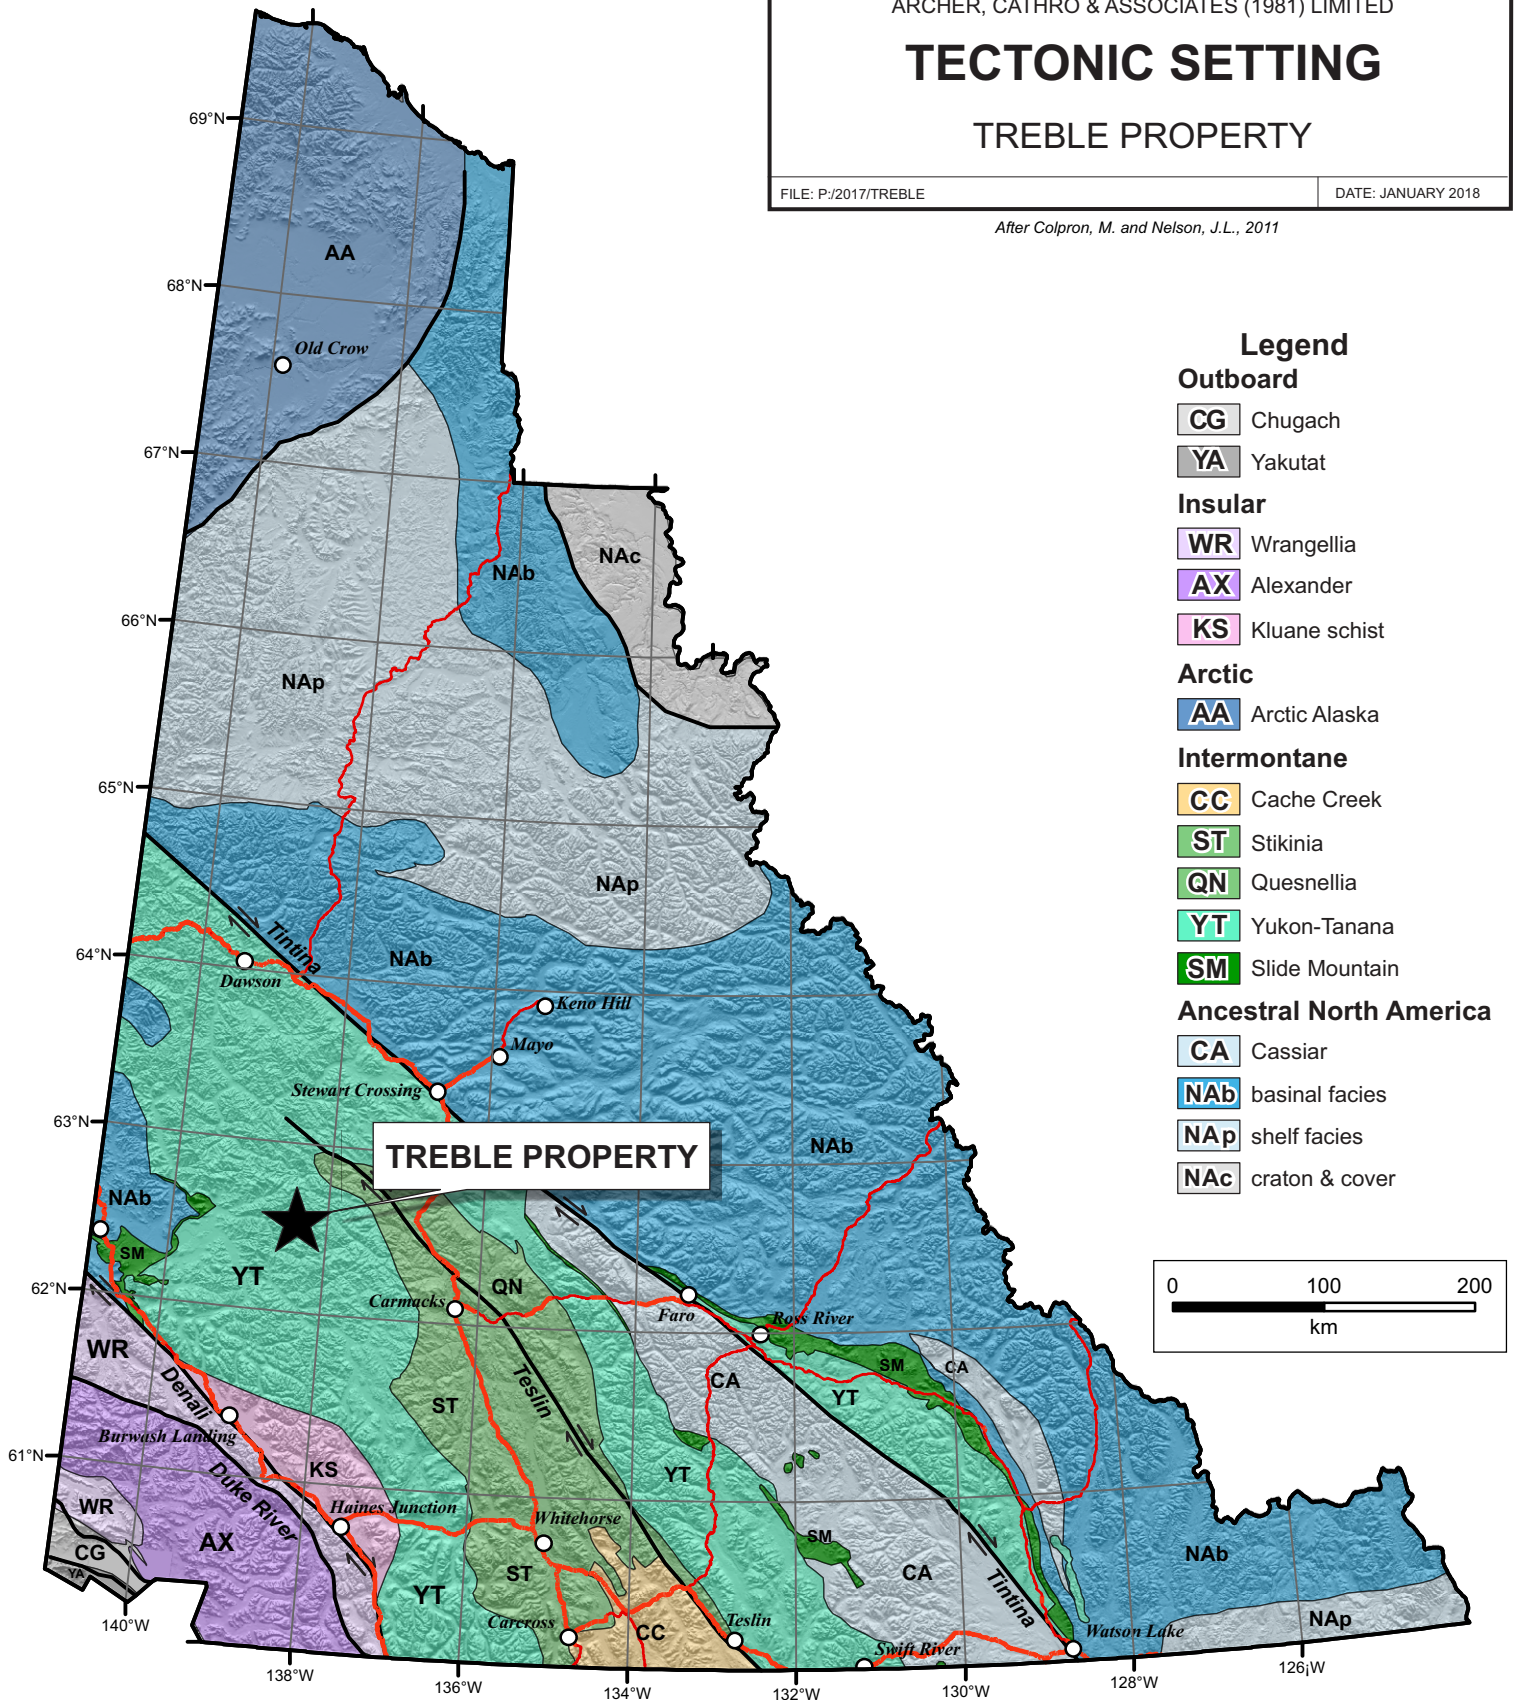 ARCHER, CATHRO & ASSOCIATES (1981) LIMITED
TECTONIC SETTING
TREBLE PROPERTY
FILE: P:/2017/TREBLE
DATE: JANUARY 2018
After Colpron, M. and Nelson, J.L., 2011
Legend
Outboard
CG Chugach
YA Yakutat
Insular
WR Wrangellia
AX Alexander
KS Kluane schist
Arctic
AA Arctic Alaska
Intermontane
CC Cache Creek
ST Stikinia
QN Quesnellia
YT Yukon-Tanana
SM Slide Mountain
Ancestral North America
CA Cassiar
NAb basinal facies
NAp shelf facies
NAc craton & cover
0 100 200
km
69°N
AA
68°N
Old Crow
67°N
NAc
NAb
66°N
NAp
65°N
NAp
Tintina
64°N
NAb
Dawson
Keno Hill
Mayo
Stewart Crossing
63°N
TREBLE PROPERTY
NAb
NAb
SM
YT
62°N
QN
Carmacks
Faro
Ross River
WR
Denali
Teslin
SM
CA
CA
YT
ST
Burwash Landing
61°N
KS
Duke River
YT
WR
Haines Junction
Whitehorse
AX
SM
CG
YA
ST
YT
CA
Tintina
NAb
Carcross
CC
Teslin
Swift River
Watson Lake
NAp
140°W
138°W
136°W
134°W
132°W
130°W
128°W
126°W